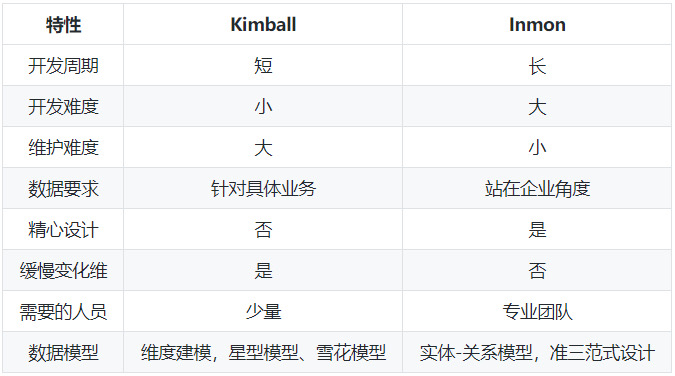 特性 Kimball Inmon
开发周期 短 长
开发难度 小 大
维护难度 大 小
数据要求 针对具体业务 站在企业角度
精心设计 否 是
缓慢变化维 是 否
需要的人员 少量 专业团队
数据模型 维度建模，星型模型、雪花模型 实体-关系模型，准三范式设计